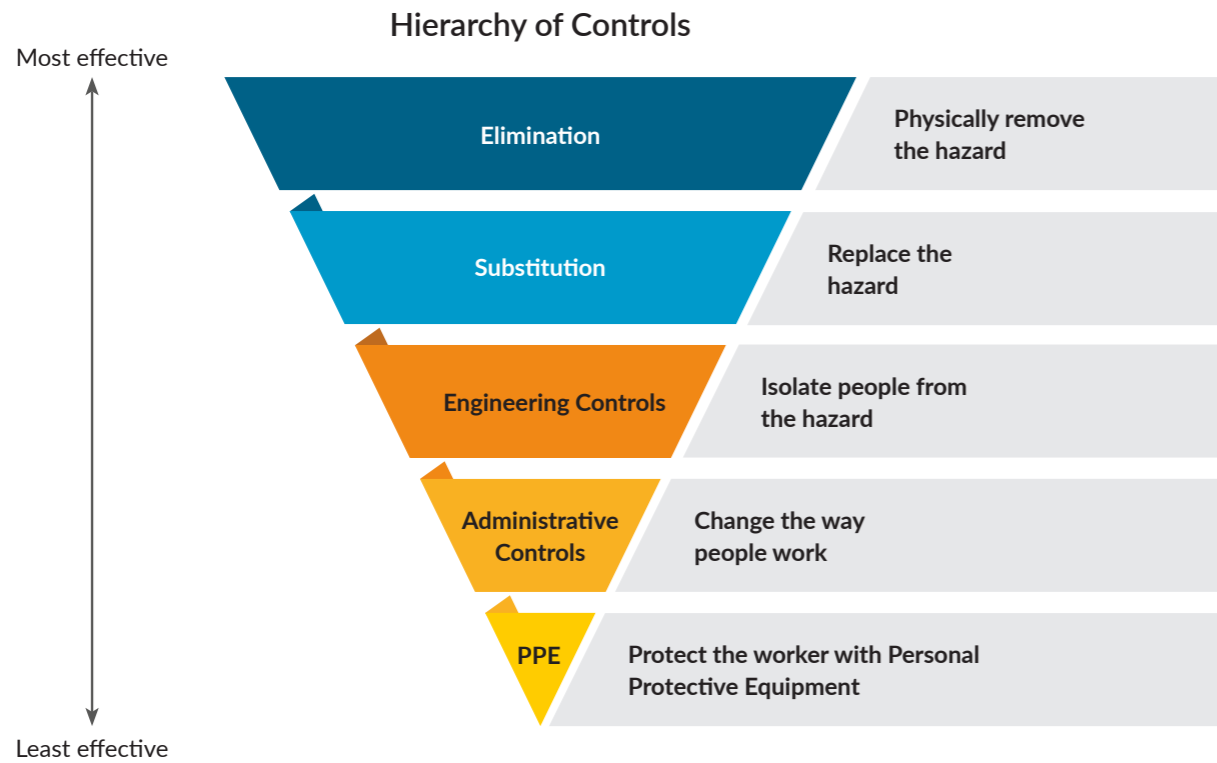 Hierarchy of Controls
Most effective
Elimination
Physically remove
the hazard
Substitution
Replace the
hazard
Engineering Controls
Isolate people from
the hazard
Administrative
Controls
Change the way
people work
PPE
Protect the worker with Personal
Protective Equipment
Least effective